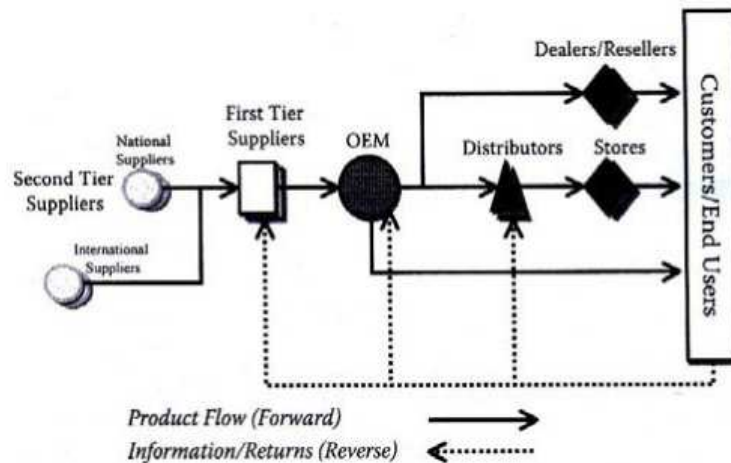 Dealers/Resellers
First Tier
Suppliers
OEM
National
Suppliers
Distributors
Stores
Second Tier
Suppliers
International
Suppliers
Customers/End Users
Product Flow (Forward)
Information/Returns (Reverse)